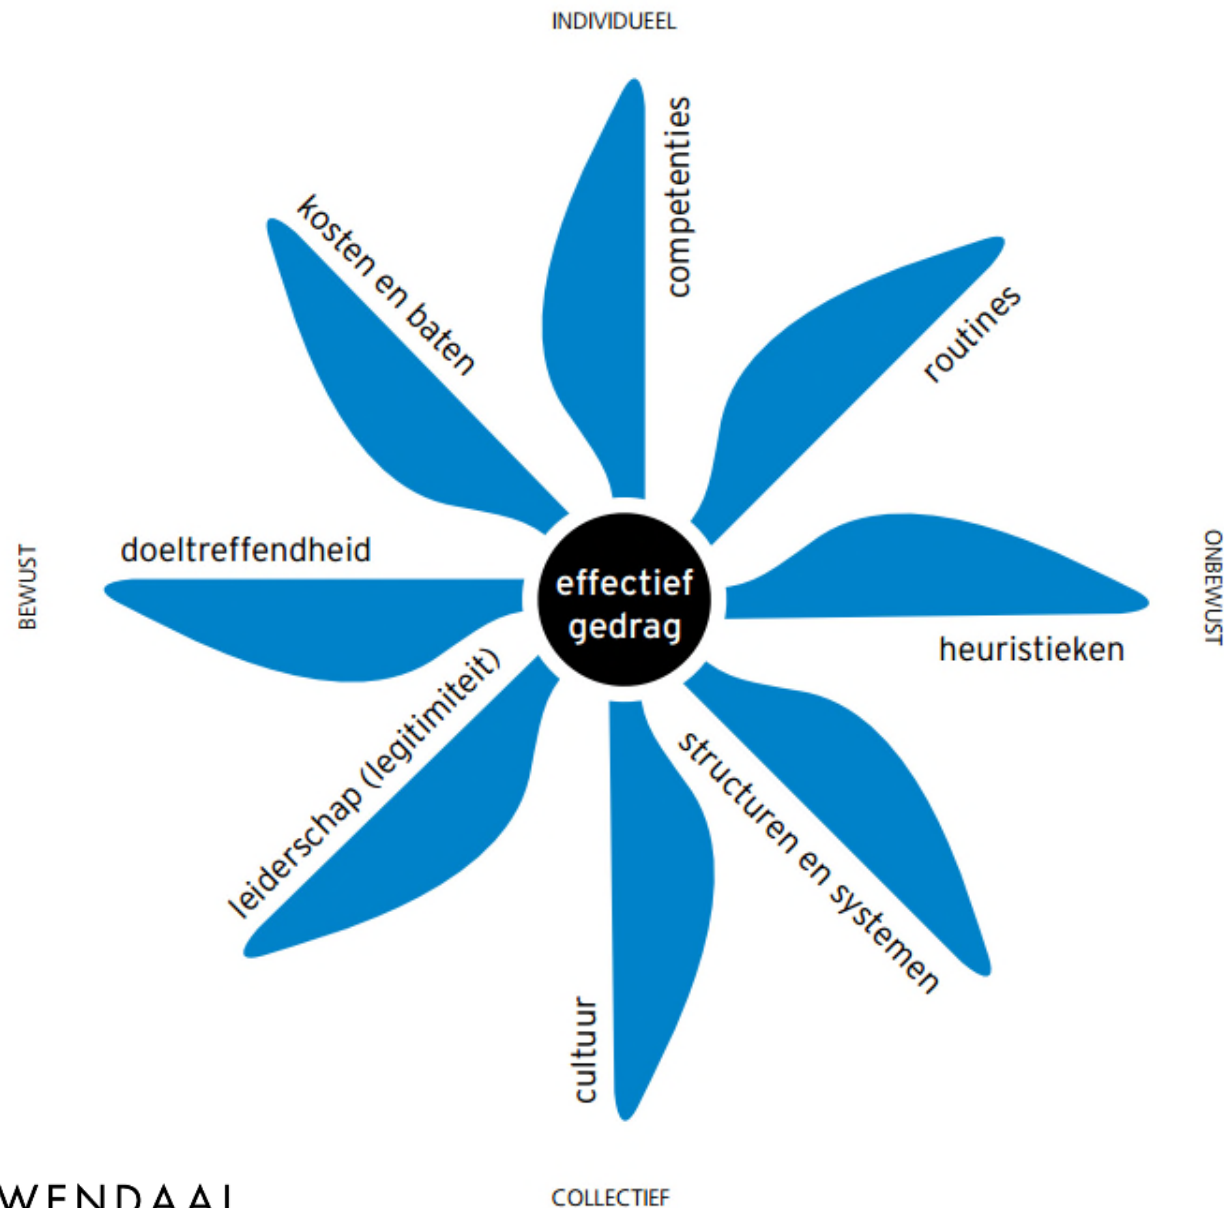 INDIVIDUEEL
competenties
kosten en baten
routines
BEWUST
doeltreffendheid
effectief
gedrag
ONBEWUST
heuristieken
leiderschap (legitimiteit)
structuren en systemen
cultuur
WENDAAL
COLLECTIEF